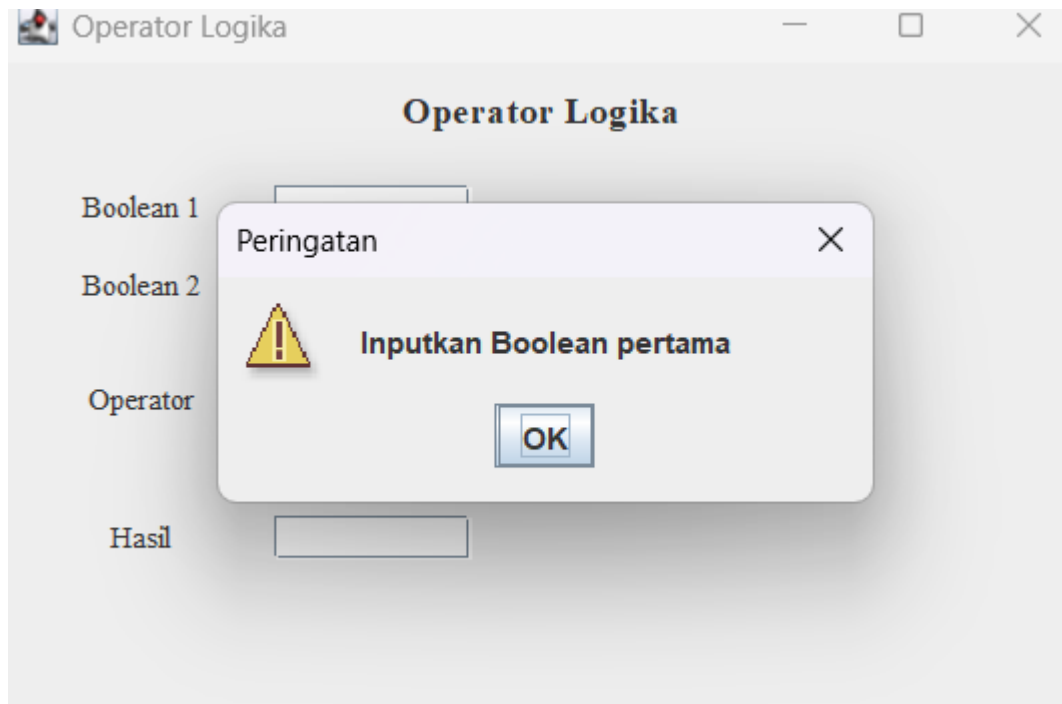 Operator Logika
Operator Logika
Boolean 1
Peringatan
Boolean 2
Inputkan Boolean pertama
Operator
OK
Hasil